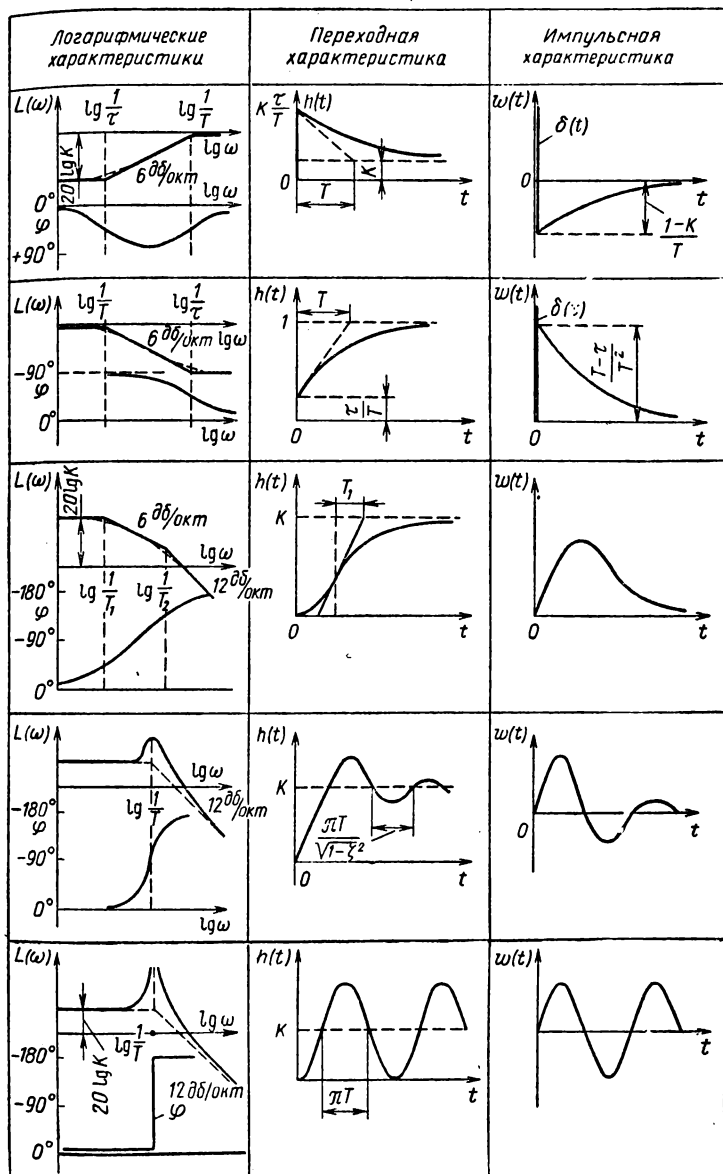 Логарифмические характеристики
Переходная характеристика
Импульсная характеристика
L(ω)
lg 1/τ
lg 1/T
lg ω
20 lg K
6 дб/окт
lg ω
0°
φ
+90°
K τ/T
h(t)
K
0
T
t
w(t)
δ(t)
0
t
1-K/T
L(ω)
lg 1/T
lg 1/τ
6 дб/окт
lg ω
-90°
φ
0°
lg ω
h(t)
T
1
τ/T
0
t
w(t)
T-τ/T²
0
t
L(ω)
20 lg K
6 дб/окт
lg ω
-180°
φ
lg 1/T₁
lg 1/T₂
12 дб/окт
-90°
0°
h(t)
T₁
K
0
t
w(t)
0
t
L(ω)
lg ω
-180°
φ
lg 1/T
12 дб/окт
-90°
0°
lg ω
h(t)
K
πT/√1-ξ²
0
t
w(t)
0
t
L(ω)
lg ω
20 lg K
lg 1/T
-180°
-90°
12 дб/окт
φ
0°
h(t)
K
πT
t
w(t)
t